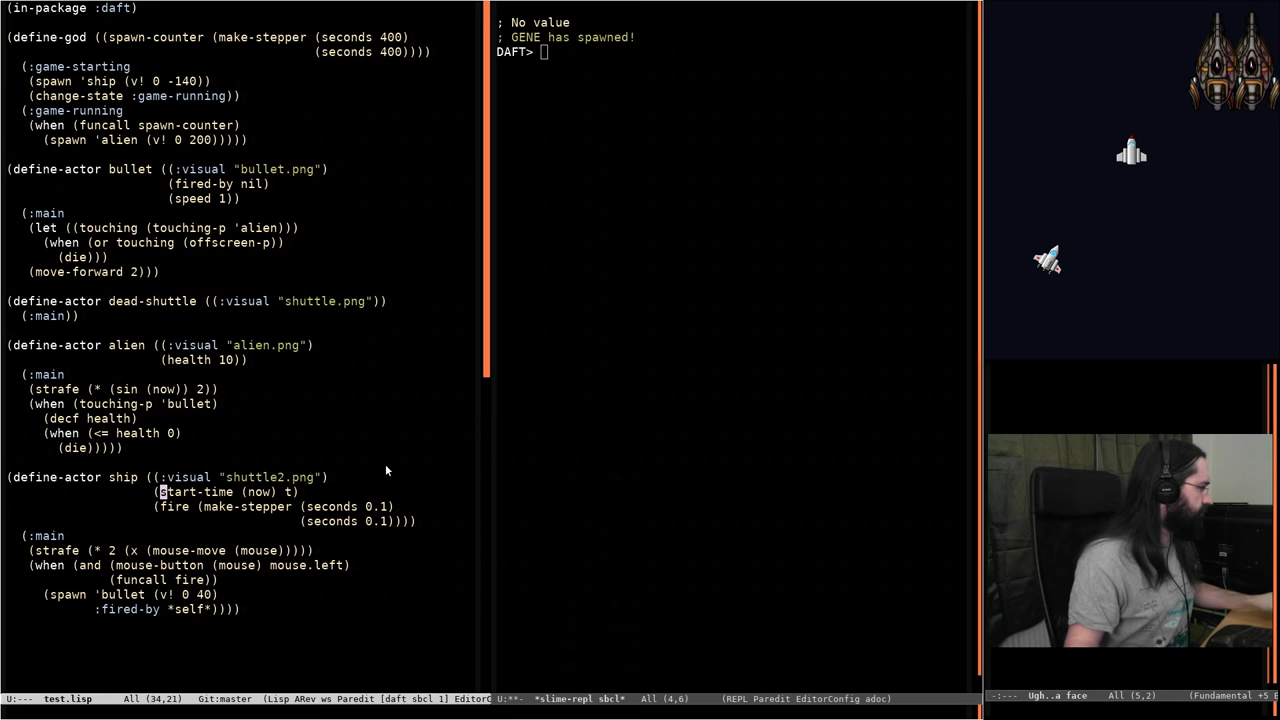 (in-package :daft)
(define-god ((spawn-counter (make-stepper (seconds 400)
(seconds 400))))
(:game-starting
(spawn 'ship (v! 0 -140))
(change-state :game-running))
(:game-running
(when (funcall spawn-counter)
(spawn 'alien (v! 0 200)))))
(define-actor bullet ((:visual "bullet.png")
(fired-by nil)
(speed 1))
(:main
(let ((touching (touching-p 'alien)))
(when (or touching (offscreen-p))
(die)))
(move-forward 2)))
(define-actor dead-shuttle ((:visual "shuttle.png"))
(:main))
(define-actor alien ((:visual "alien.png")
(health 10))
(:main
(strafe (* (sin (now)) 2))
(when (touching-p 'bullet)
(decf health)
(when (<= health 0)
(die)))))
(define-actor ship ((:visual "shuttle2.png")
(start-time (now) t)
(fire (make-stepper (seconds 0.1)
(seconds 0.1))))
(:main
(strafe (* 2 (x (mouse-move (mouse)))))
(when (and (mouse-button (mouse) mouse.left)
(funcall fire))
(spawn 'bullet (v! 0 40)
:fired-by *self*))))
U:--- test.lisp All (34,21) Git:master (Lisp ARev ws Paredit [daft sbcl 1] EditorC
; No value
; GENE has spawned!
DAFT>
U:**- *slime-repl sbcl* All (4,6) (REPL Paredit EditorConfig adoc)
-:--- Ugh..a face All (5,2) (Fundamental +5 E